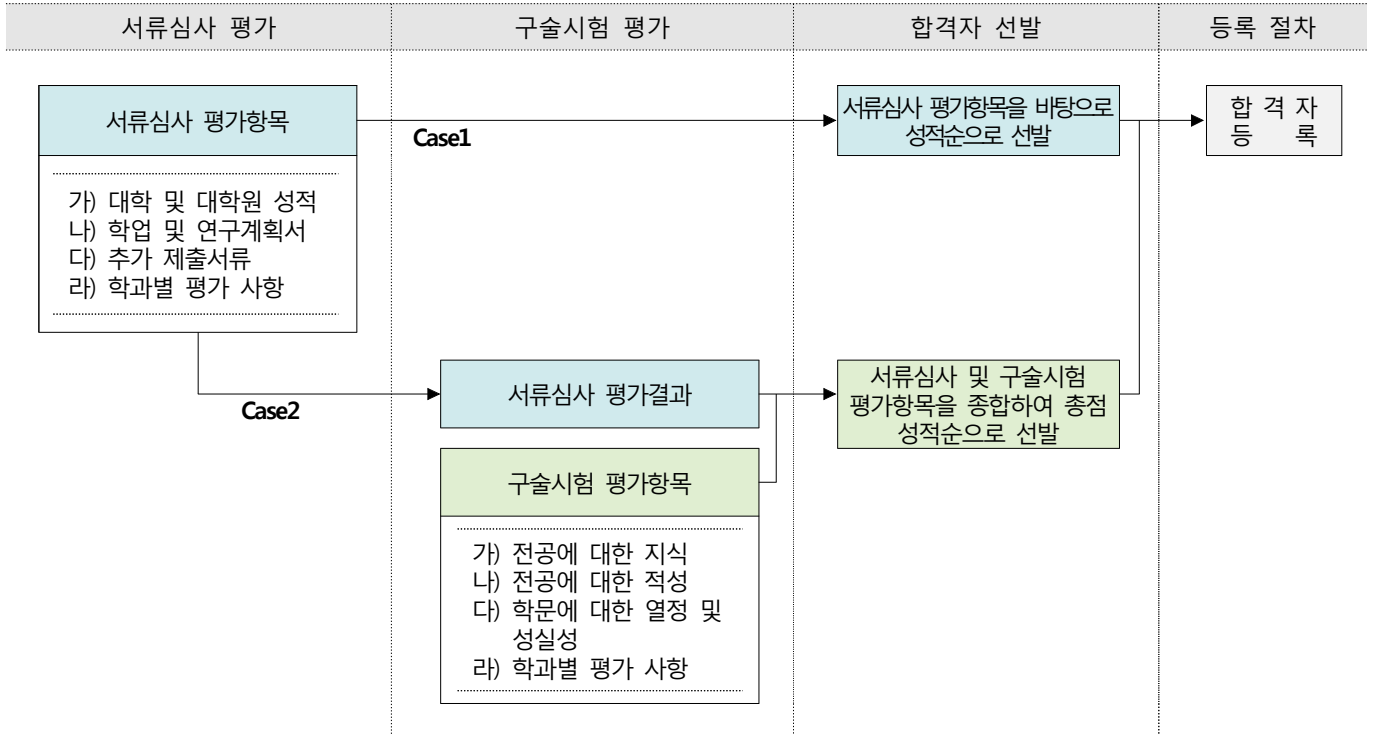 서류심사 평가
구술시험 평가
합격자 선발
등록 절차
서류심사 평가항목
가) 대학 및 대학원 성적
나) 학업 및 연구계획서
다) 추가 제출서류
라) 학과별 평가 사항
Case1
서류심사 평가항목을 바탕으로
성적순으로 선발
합 격 자
등 록
Case2
서류심사 평가결과
서류심사 및 구술시험
평가항목을 종합하여 총점
성적순으로 선발
구술시험 평가항목
가) 전공에 대한 지식
나) 전공에 대한 적성
다) 학문에 대한 열정 및
성실성
라) 학과별 평가 사항